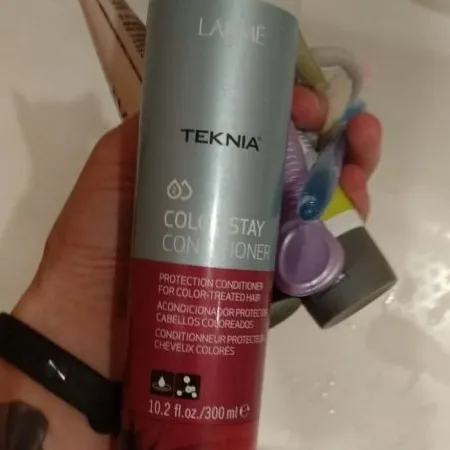 LAKMÉ
TEKNIA®
COLOR STAY
CONDITIONER
PROTECTION CONDITIONER
FOR COLOR-TREATED HAIR
ACONDICIONADOR PROTECTOR
CABELLOS COLOREADOS
CONDITIONNEUR PROTECTEUR
CHEVEUX COLORÉS
10.2 fl.oz./300 ml ℮